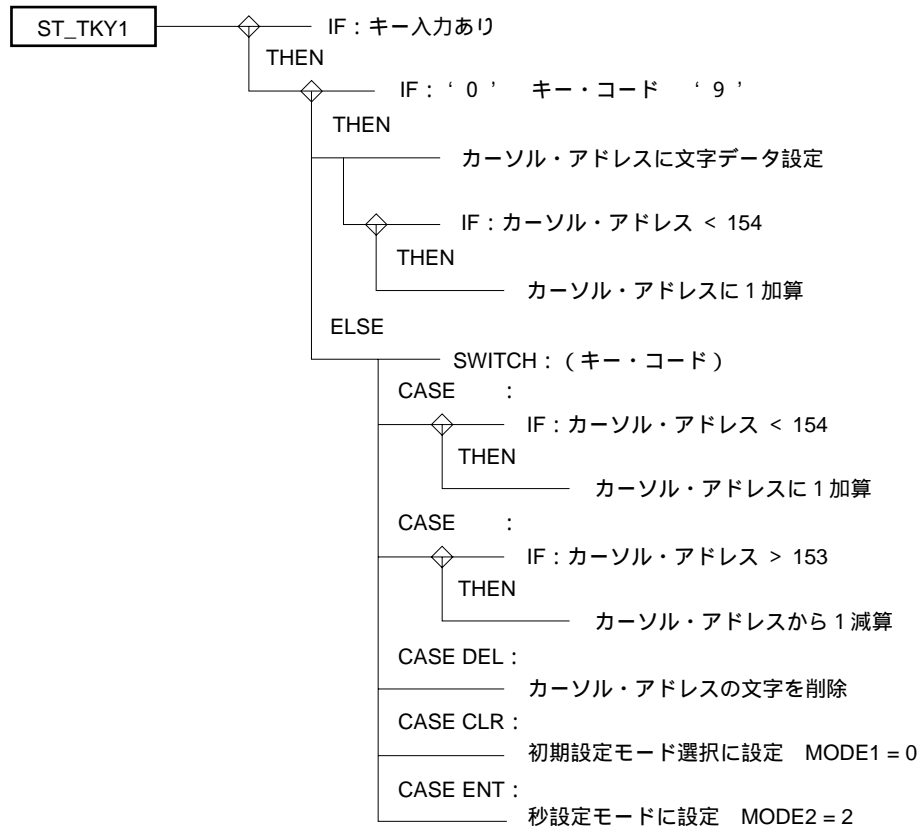 ST_TKY1
IF：キー入力あり
THEN
IF：‘０’　キー・コード　‘９’
THEN
カーソル・アドレスに文字データ設定
IF：カーソル・アドレス < 154
THEN
カーソル・アドレスに１加算
ELSE
SWITCH：（キー・コード）
CASE　　：
IF：カーソル・アドレス < 154
THEN
カーソル・アドレスに１加算
CASE　　：
IF：カーソル・アドレス > 153
THEN
カーソル・アドレスから１減算
CASE DEL：
カーソル・アドレスの文字を削除
CASE CLR：
初期設定モード選択に設定　MODE1 = 0
CASE ENT：
秒設定モードに設定　MODE2 = 2